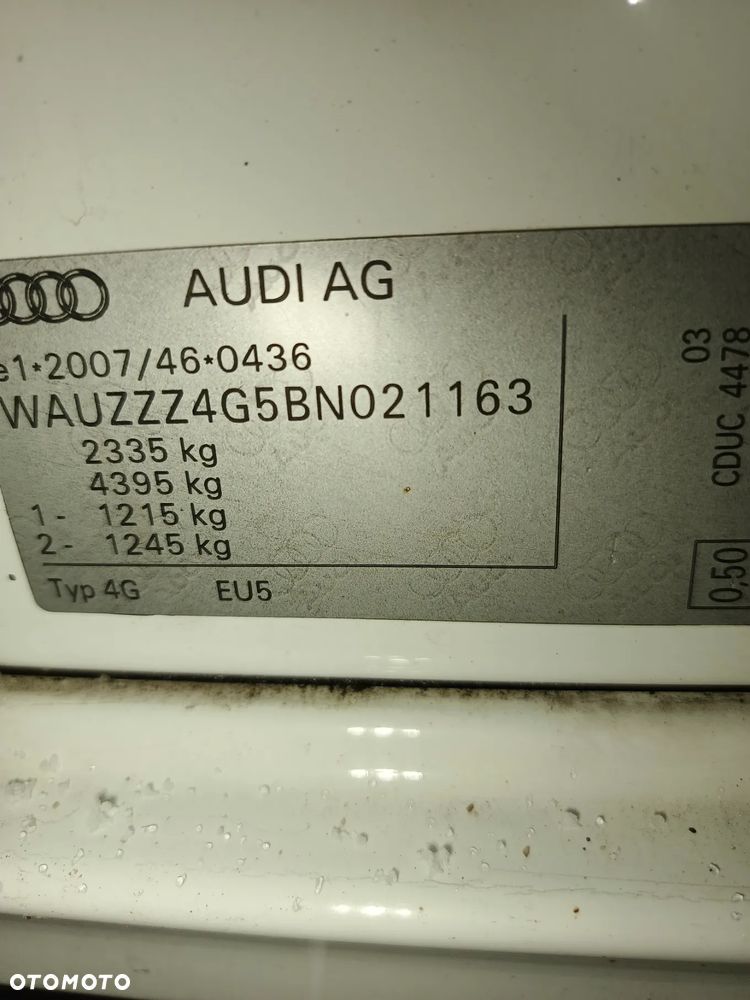 AUDI AG
e1*2007/46*0436
WAUZZZ4G5BN021163
2335 kg
4395 kg
1- 1215 kg
2- 1245 kg
Typ 4G EU5
03
CDUC 4478
0.50
OTOMOTO